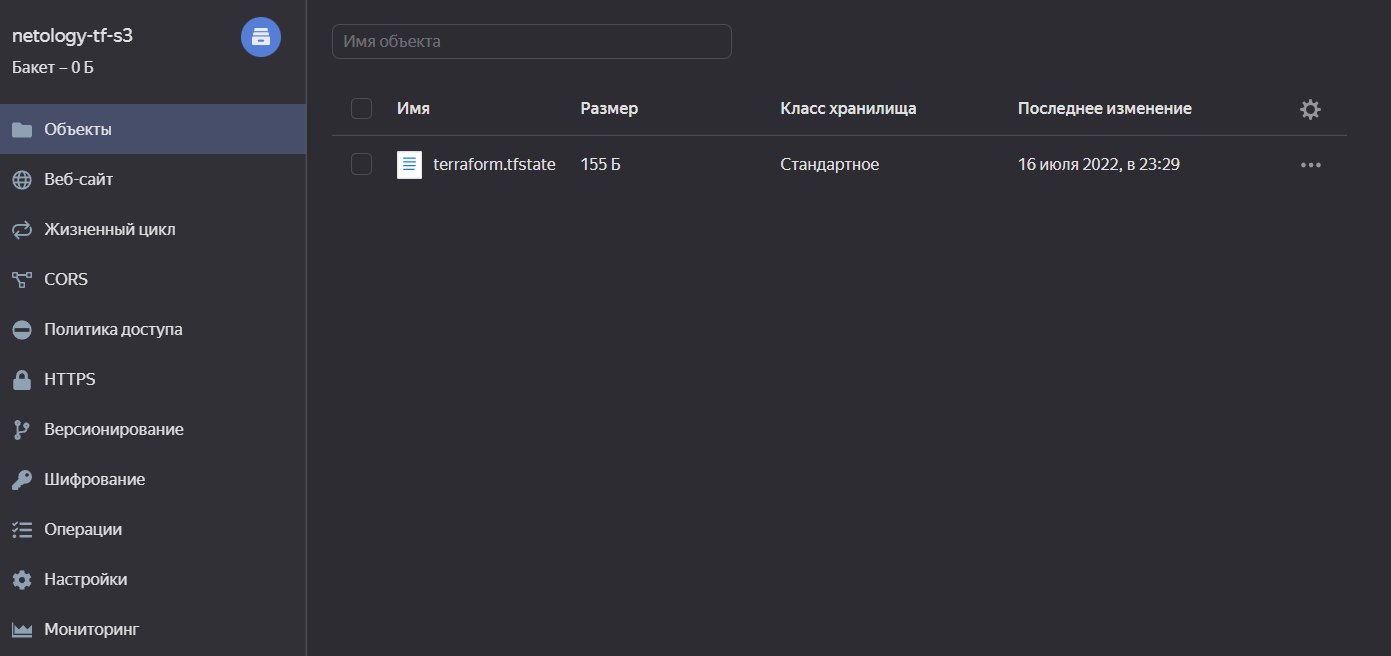 netology-tf-s3
Бакет – 0 Б
Объекты
Веб-сайт
Жизненный цикл
CORS
Политика доступа
HTTPS
Версионирование
Шифрование
Операции
Настройки
Мониторинг
Имя объекта
Имя Размер Класс хранилища Последнее изменение
terraform.tfstate 155 Б Стандартное 16 июля 2022, в 23:29